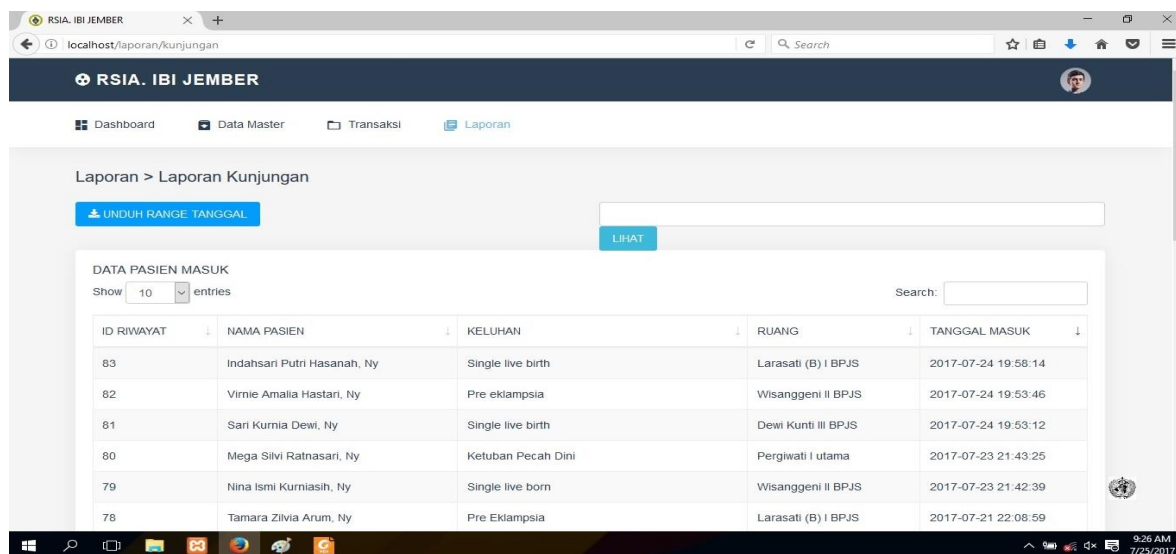 RSIA. IBI JEMBER
localhost/laporan/kunjungan
Search
RSIA. IBI JEMBER
Dashboard Data Master Transaksi Laporan
Laporan > Laporan Kunjungan
UNDUH RANGE TANGGAL
LIHAT
DATA PASIEN MASUK
Show 10 entries Search:
ID RIWAYAT NAMA PASIEN KELUHAN RUANG TANGGAL MASUK
83 Indahsari Putri Hasanah, Ny Single live birth Larasati (B) I BPJS 2017-07-24 19:58:14
82 Virnie Amalia Hastari, Ny Pre eklampsia Wisanggeni II BPJS 2017-07-24 19:53:46
81 Sari Kurnia Dewi, Ny Single live birth Dewi Kunti III BPJS 2017-07-24 19:53:12
80 Mega Silvi Ratnasari, Ny Ketuban Pecah Dini Pergiwati I utama 2017-07-23 21:43:25
79 Nina Ismi Kurniasih, Ny Single live born Wisanggeni II BPJS 2017-07-23 21:42:39
78 Tamara Zilvia Arum, Ny Pre Eklampsia Larasati (B) I BPJS 2017-07-21 22:08:59
9:26 AM